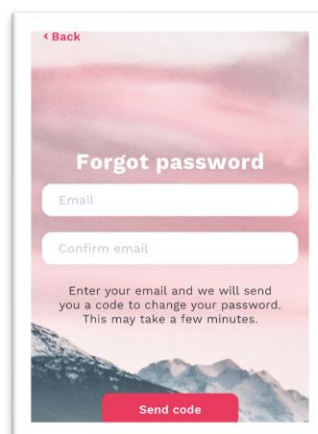 ‹ Back
Forgot password
Email
Confirm email
Enter your email and we will send
you a code to change your password.
This may take a few minutes.
Send code